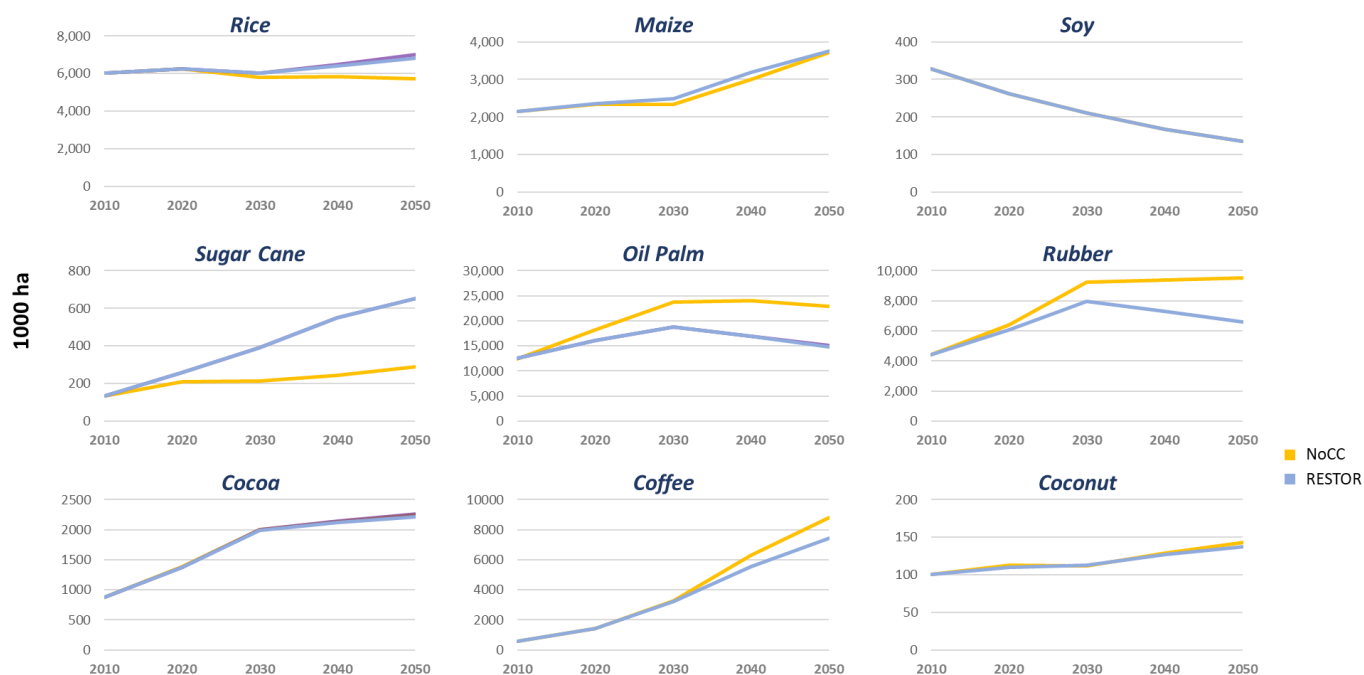 Rice
Maize
Soy
8,000
6,000
4,000
2,000
0
2010 2020 2030 2040 2050
4,000
3,000
2,000
1,000
0
2010 2020 2030 2040 2050
400
300
200
100
0
2010 2020 2030 2040 2050
1000 ha
Sugar Cane
Oil Palm
Rubber
800
600
400
200
0
2010 2020 2030 2040 2050
30,000
25,000
20,000
15,000
10,000
5,000
0
2010 2020 2030 2040 2050
10,000
8,000
6,000
4,000
2,000
0
2010 2020 2030 2040 2050
Cocoa
Coffee
Coconut
2500
2000
1500
1000
500
0
2010 2020 2030 2040 2050
10000
8000
6000
4000
2000
0
2010 2020 2030 2040 2050
200
150
100
50
0
2010 2020 2030 2040 2050
NoCC
RESTOR